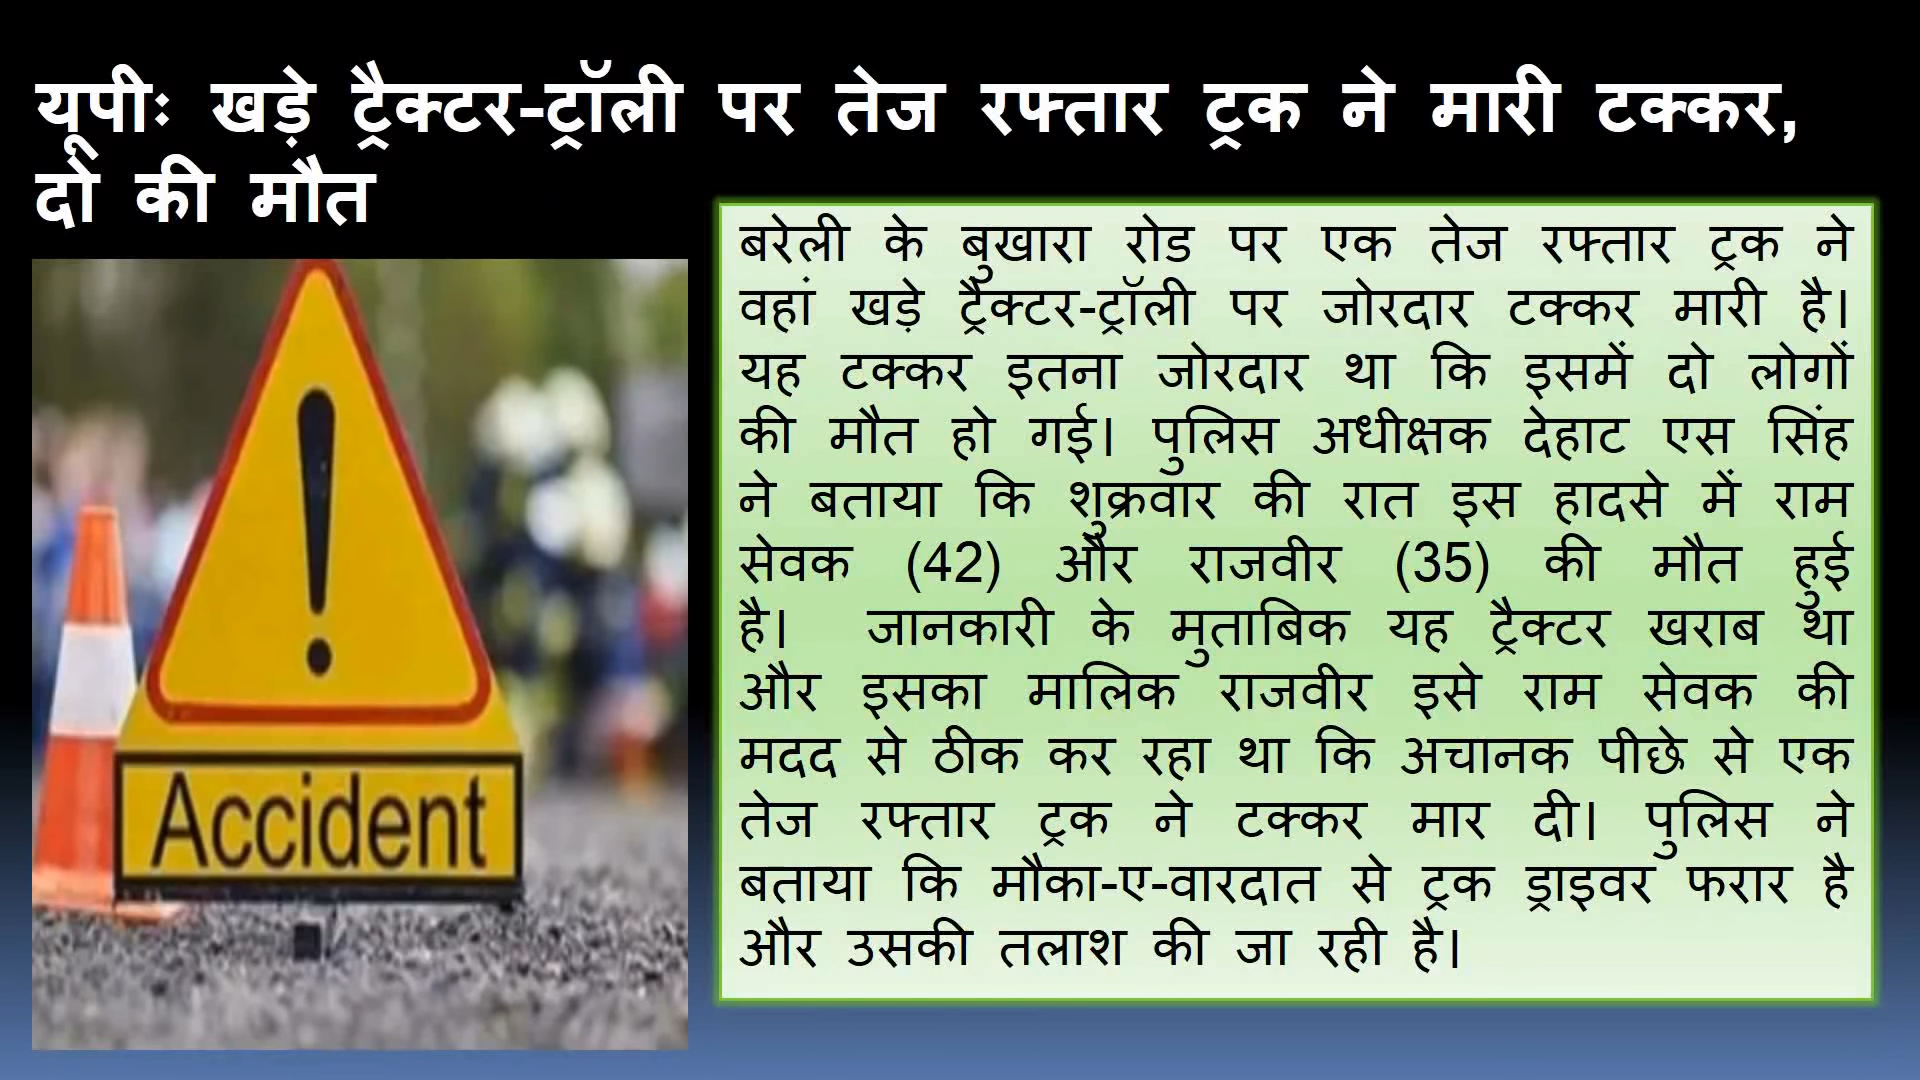 यूपीः खड़े ट्रैक्टर-ट्रॉली पर तेज रफ्तार ट्रक ने मारी टक्कर,
दो की मौत
बरेली के बुखारा रोड पर एक तेज रफ्तार ट्रक ने
वहां खड़े ट्रैक्टर-ट्रॉली पर जोरदार टक्कर मारी है।
यह टक्कर इतना जोरदार था कि इसमें दो लोगों
की मौत हो गई। पुलिस अधीक्षक देहाट एस सिंह
ने बताया कि शुक्रवार की रात इस हादसे में राम
सेवक (42) और राजवीर (35) की मौत हुई
है। जानकारी के मुताबिक यह ट्रैक्टर खराब था
और इसका मालिक राजवीर इसे राम सेवक की
मदद से ठीक कर रहा था कि अचानक पीछे से एक
तेज रफ्तार ट्रक ने टक्कर मार दी। पुलिस ने
बताया कि मौका-ए-वारदात से ट्रक ड्राइवर फरार है
और उसकी तलाश की जा रही है।
Accident